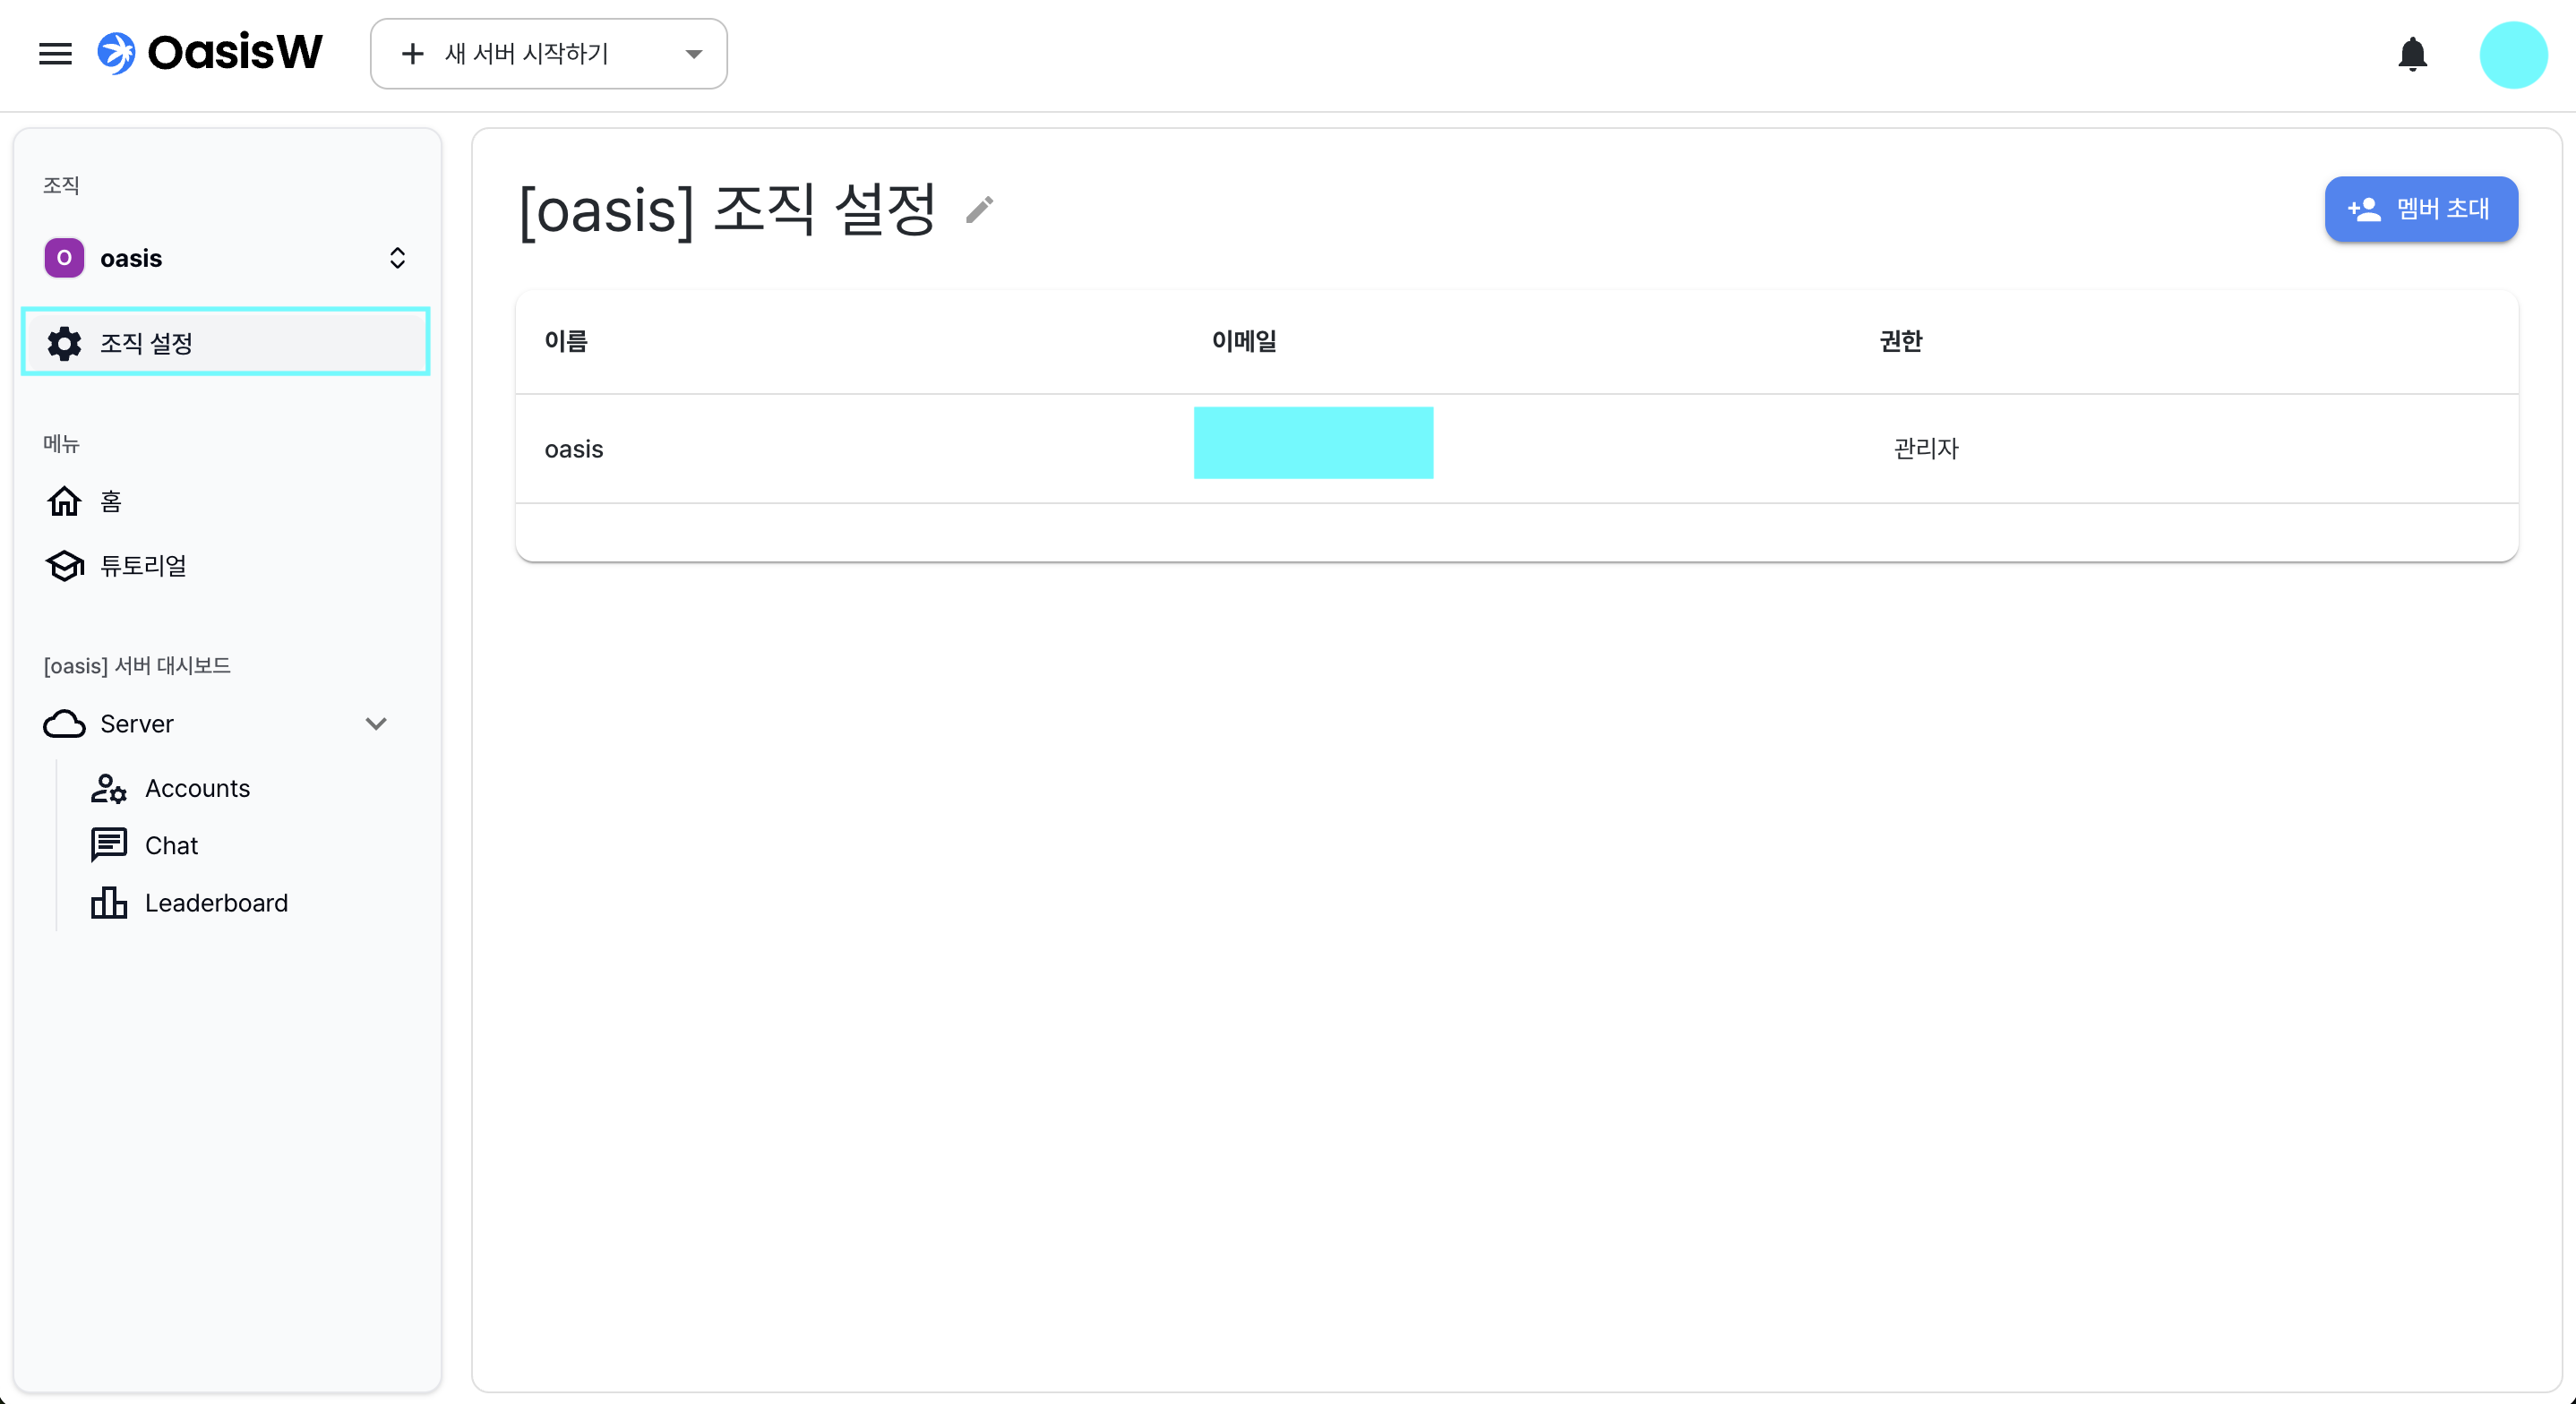 OasisW
새 서버 시작하기
조직
O oasis
조직 설정
메뉴
홈
튜토리얼
[oasis] 서버 대시보드
Server
Accounts
Chat
Leaderboard
[oasis] 조직 설정
멤버 초대
이름 이메일 권한
oasis 관리자